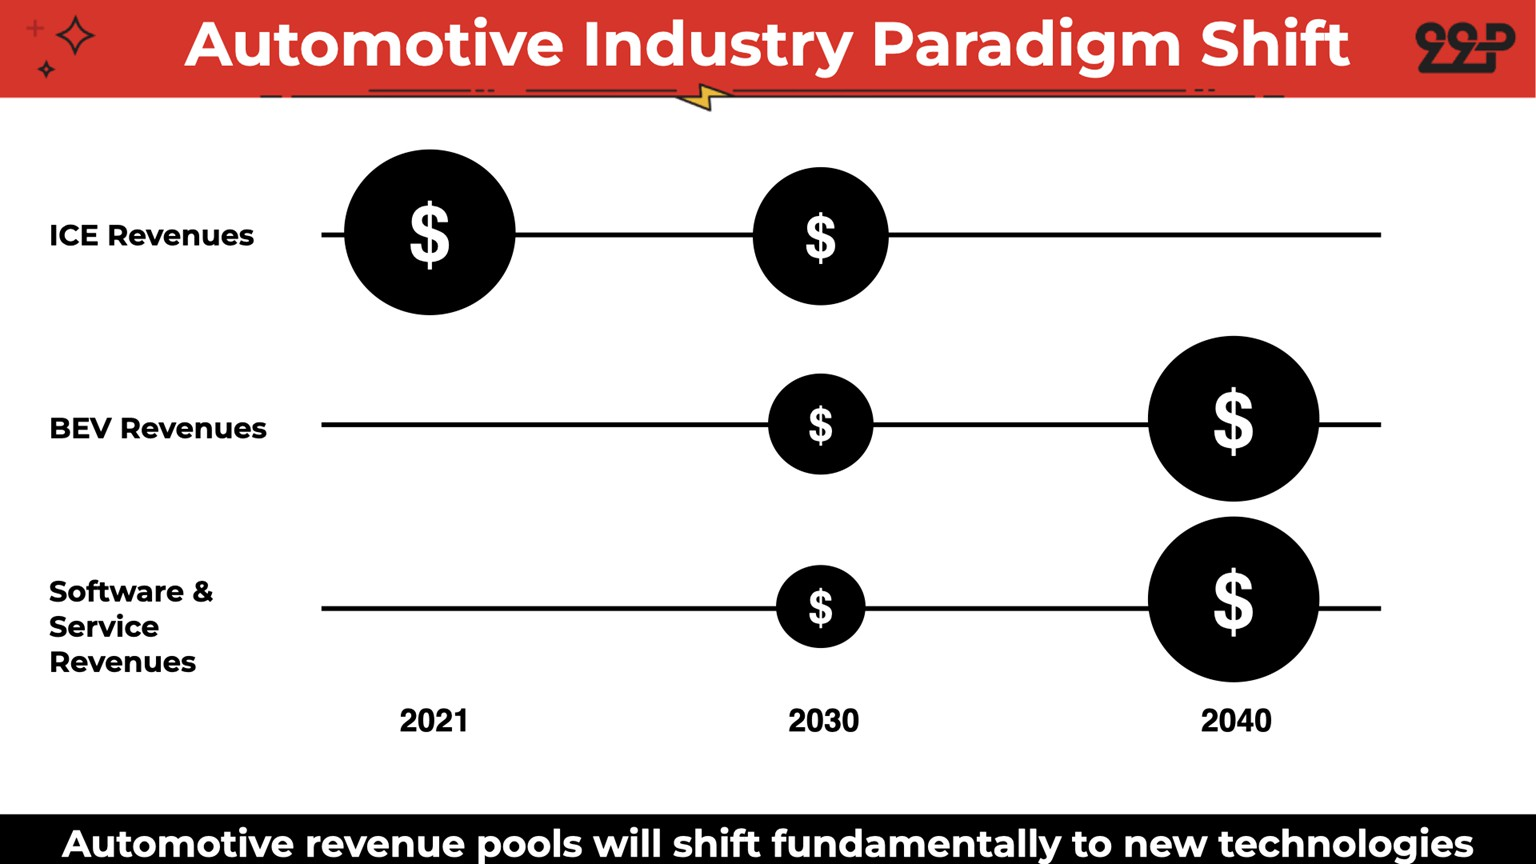 Automotive Industry Paradigm Shift
22P
ICE Revenues
$
$
BEV Revenues
$
$
Software &
Service
Revenues
$
$
2021
2030
2040
Automotive revenue pools will shift fundamentally to new technologies